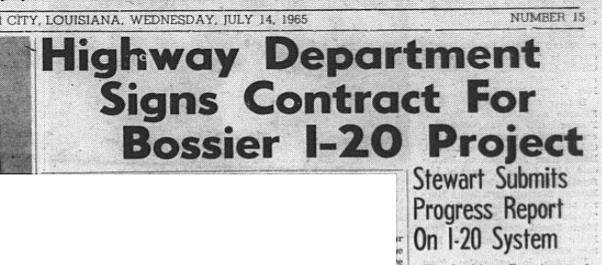 CITY, LOUISIANA, WEDNESDAY, JULY 14, 1965 NUMBER 15
Highway Department
Signs Contract For
Bossier I-20 Project
Stewart Submits
Progress Report
On I-20 System